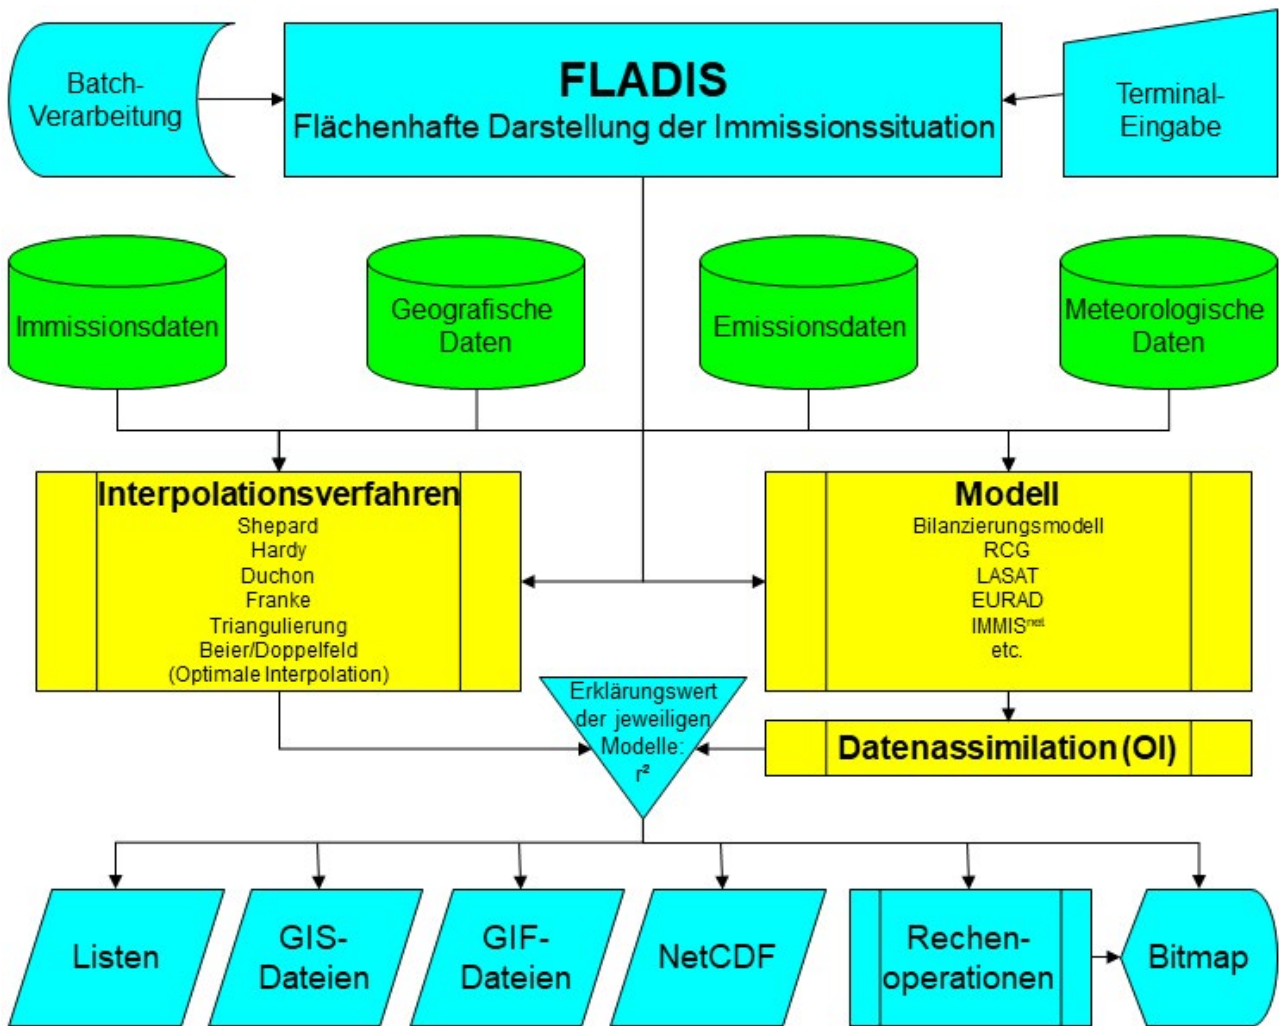 Batch-
Verarbeitung
FLADIS
Flächenhafte Darstellung der Immissionssituation
Terminal-
Eingabe
Immissionsdaten
Geografische
Daten
Emissionsdaten
Meteorologische
Daten
Interpolationsverfahren
Shepard
Hardy
Duchon
Franke
Triangulierung
Beier/Doppelfeld
(Optimale Interpolation)
Modell
Bilanzierungsmodell
RCG
LASAT
EURAD
IMMISnet
etc.
Erklärungswert
der jeweiligen
Modelle:
r²
Datenassimilation (OI)
Listen
GIS-
Dateien
GIF-
Dateien
NetCDF
Rechen-
operationen
Bitmap